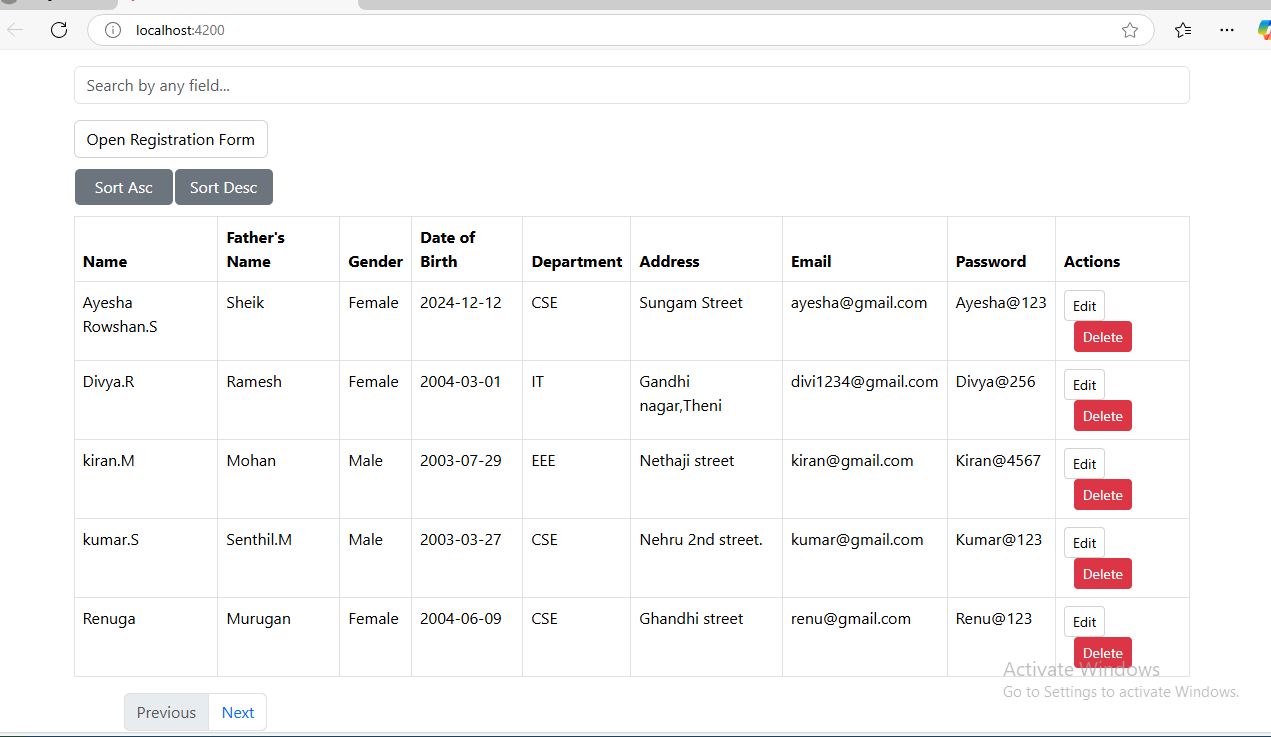 localhost:4200
Search by any field...
Open Registration Form
Sort Asc Sort Desc
Name Father's Name Gender Date of Birth Department Address Email Password Actions
Ayesha Rowshan.S Sheik Female 2024-12-12 CSE Sungam Street ayesha@gmail.com Ayesha@123 Edit Delete
Divya.R Ramesh Female 2004-03-01 IT Gandhi nagar,Theni divi1234@gmail.com Divya@256 Edit Delete
kiran.M Mohan Male 2003-07-29 EEE Nethaji street kiran@gmail.com Kiran@4567 Edit Delete
kumar.S Senthil.M Male 2003-03-27 CSE Nehru 2nd street. kumar@gmail.com Kumar@123 Edit Delete
Renuga Murugan Female 2004-06-09 CSE Ghandhi street renu@gmail.com Renu@123 Edit Delete
Activate Windows
Go to Settings to activate Windows.
Previous Next